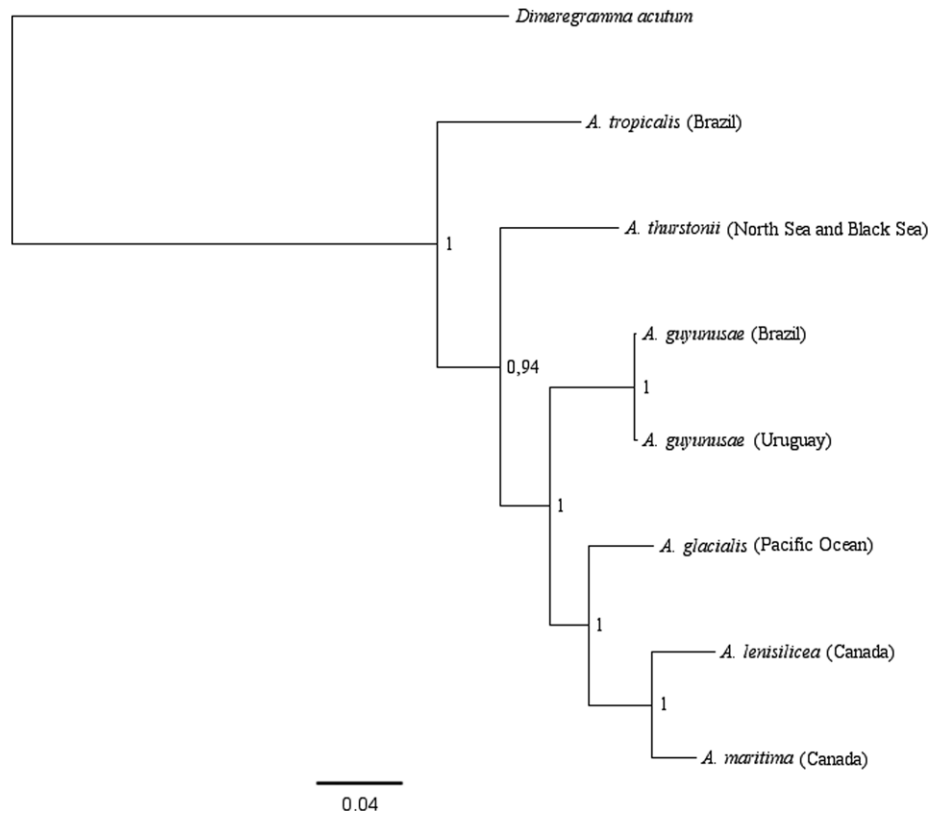 Dimeregramma acutum
A. tropicalis (Brazil)
A. thurstonii (North Sea and Black Sea)
1
A. guyunusae (Brazil)
0,94
1
A. guyunusae (Uruguay)
1
A. glacialis (Pacific Ocean)
1
A. lenisilicea (Canada)
1
A. maritima (Canada)
0.04